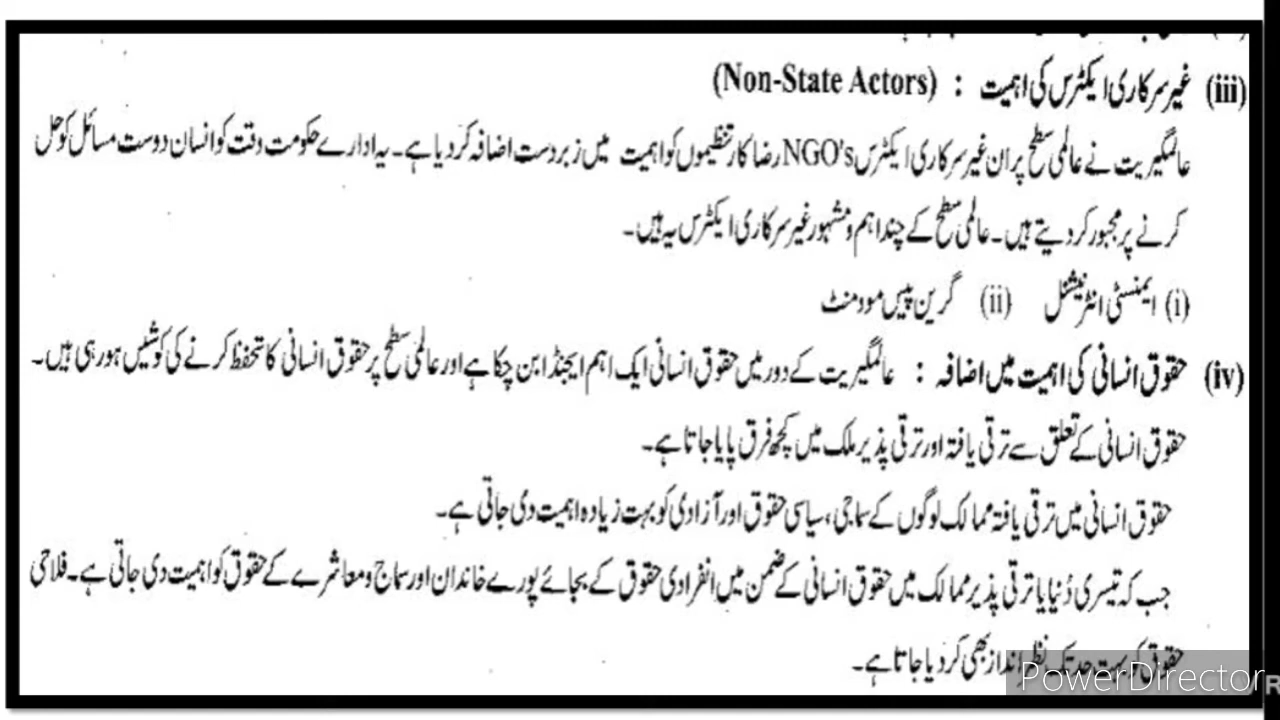 (iii) غیر سرکاری ایکٹرس کی اہمیت : (Non-State Actors)
عالمگیریت نے عالمی سطح پر ان غیر سرکاری ایکٹرس NGO's رضا کار تنظیموں کو اہمیت میں زبردست اضافہ کر دیا ہے۔ یہ ادارے حکومت وقت کو انسان دوست مسائل کو حل
کرنے پر مجبور کر دیتے ہیں۔ عالمی سطح کے چند اہم و مشہور غیر سرکاری ایکٹرس یہ ہیں۔
(i) ایمنسٹی انٹرنیشنل (ii) گرین پیس موومنٹ
(iv) حقوق انسانی کی اہمیت میں اضافہ : عالمگیریت کے دور میں حقوق انسانی ایک اہم ایجنڈا بن چکا ہے اور عالمی سطح پر حقوق انسانی کا تحفظ کرنے کی کوشیں ہو رہی ہیں۔
حقوق انسانی کے تعلق سے ترقی یافتہ اور ترقی پذیر ملک میں کچھ فرق پایا جاتا ہے۔
حقوق انسانی میں ترقی یافتہ ممالک لوگوں کے سماجی، سیاسی حقوق اور آزادی کو بہت زیادہ اہمیت دی جاتی ہے۔
جب کہ تیسری دُنیا یا ترقی پذیر ممالک میں حقوق انسانی کے ضمن میں انفرادی حقوق کے بجائے پورے خاندان اور سماج و معاشرے کے حقوق کو اہمیت دی جاتی ہے۔ فلاحی
حقوق کو بہت حد تک نظر انداز بھی کر دیا جاتا ہے۔
PowerDirector